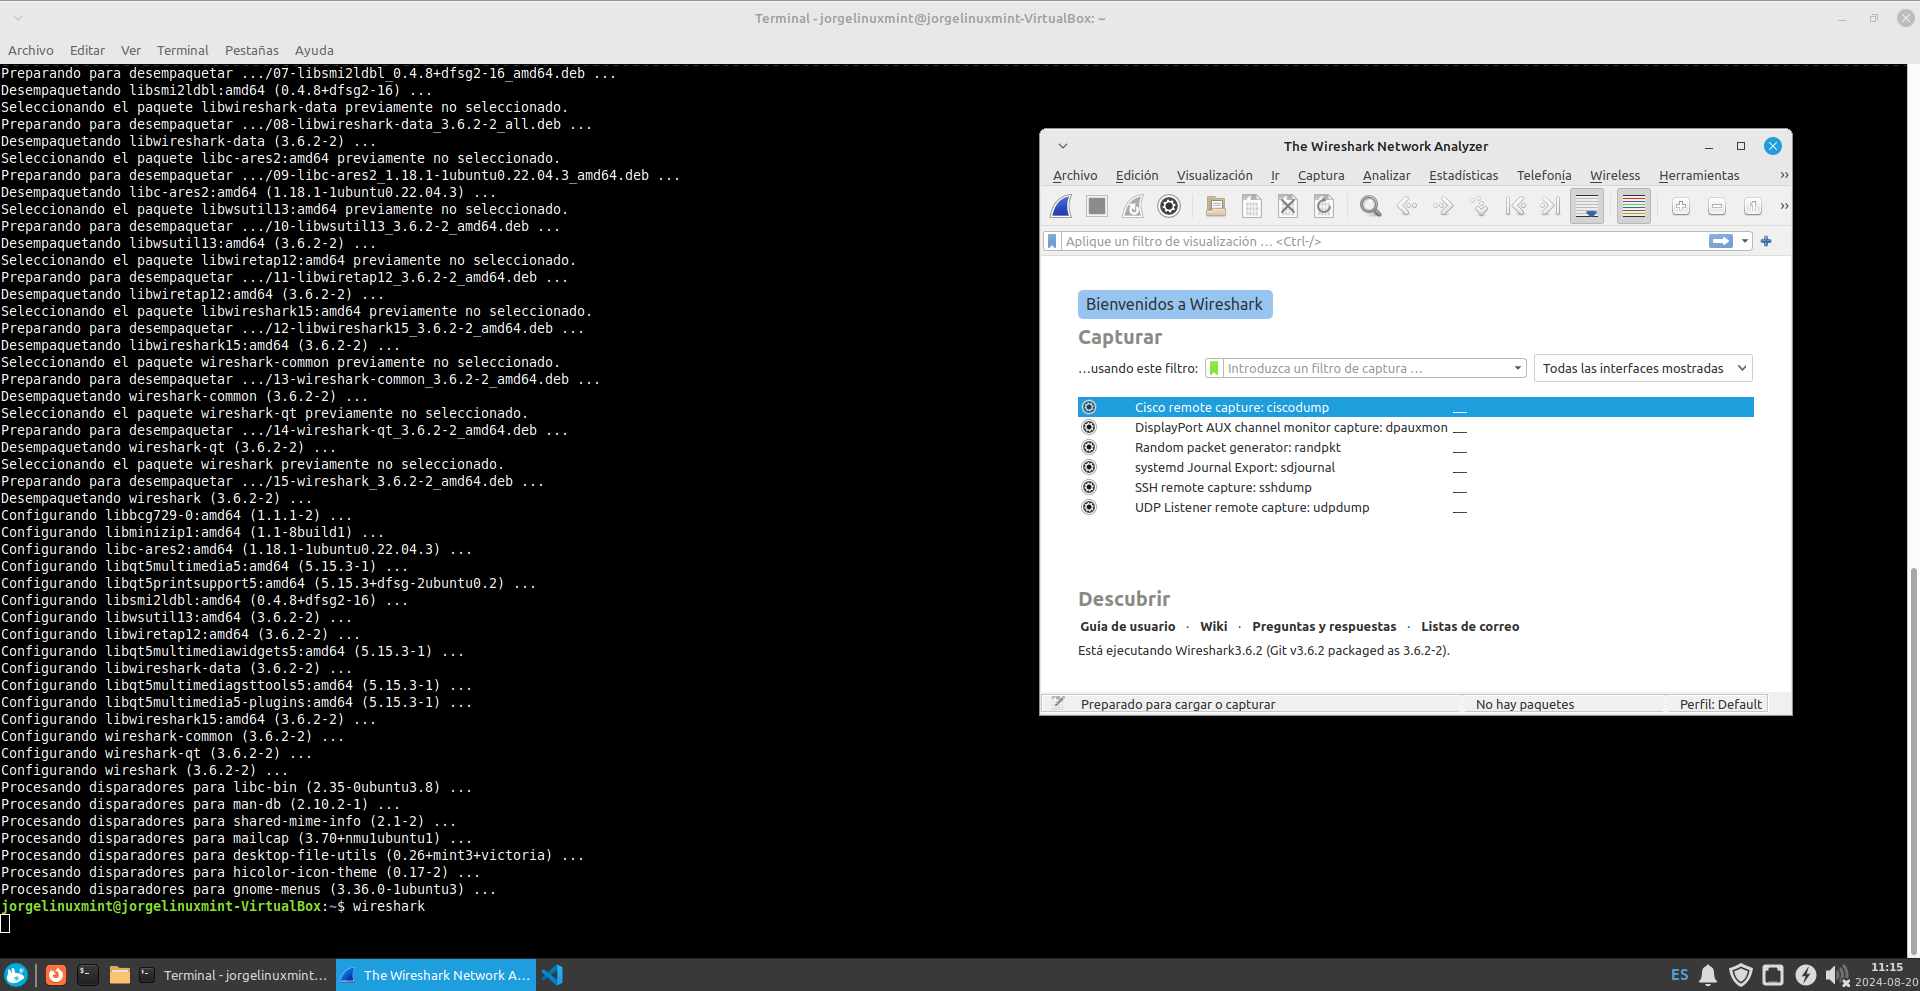 Terminal - jorgelinuxmint@jorgelinuxmint-VirtualBox: ~
Archivo Editar Ver Terminal Pestañas Ayuda
Preparando para desempaquetar .../07-libsmi2ldbl_0.4.8+dfsg2-16_amd64.deb ...
Desempaquetando libsmi2ldbl:amd64 (0.4.8+dfsg2-16) ...
Seleccionando el paquete libwireshark-data previamente no seleccionado.
Preparando para desempaquetar .../08-libwireshark-data_3.6.2-2_all.deb ...
Desempaquetando libwireshark-data (3.6.2-2) ...
Seleccionando el paquete libc-ares2:amd64 previamente no seleccionado.
Preparando para desempaquetar .../09-libc-ares2_1.18.1-1ubuntu0.22.04.3_amd64.deb ...
Desempaquetando libc-ares2:amd64 (1.18.1-1ubuntu0.22.04.3) ...
Seleccionando el paquete libwsutil13:amd64 previamente no seleccionado.
Preparando para desempaquetar .../10-libwsutil13_3.6.2-2_amd64.deb ...
Desempaquetando libwsutil13:amd64 (3.6.2-2) ...
Seleccionando el paquete libwiretap12:amd64 previamente no seleccionado.
Preparando para desempaquetar .../11-libwiretap12_3.6.2-2_amd64.deb ...
Desempaquetando libwiretap12:amd64 (3.6.2-2) ...
Seleccionando el paquete libwireshark15:amd64 previamente no seleccionado.
Preparando para desempaquetar .../12-libwireshark15_3.6.2-2_amd64.deb ...
Desempaquetando libwireshark15:amd64 (3.6.2-2) ...
Seleccionando el paquete wireshark-common previamente no seleccionado.
Preparando para desempaquetar .../13-wireshark-common_3.6.2-2_amd64.deb ...
Desempaquetando wireshark-common (3.6.2-2) ...
Seleccionando el paquete wireshark-qt previamente no seleccionado.
Preparando para desempaquetar .../14-wireshark-qt_3.6.2-2_amd64.deb ...
Desempaquetando wireshark-qt (3.6.2-2) ...
Seleccionando el paquete wireshark previamente no seleccionado.
Preparando para desempaquetar .../15-wireshark_3.6.2-2_amd64.deb ...
Desempaquetando wireshark (3.6.2-2) ...
Configurando libbcg729-0:amd64 (1.1.1-2) ...
Configurando libminizip1:amd64 (1.1-8build1) ...
Configurando libc-ares2:amd64 (1.18.1-1ubuntu0.22.04.3) ...
Configurando libqt5multimedia5:amd64 (5.15.3-1) ...
Configurando libqt5printsupport5:amd64 (5.15.3+dfsg-2ubuntu0.2) ...
Configurando libsmi2ldbl:amd64 (0.4.8+dfsg2-16) ...
Configurando libwsutil13:amd64 (3.6.2-2) ...
Configurando libwiretap12:amd64 (3.6.2-2) ...
Configurando libqt5multimediawidgets5:amd64 (5.15.3-1) ...
Configurando libwireshark-data (3.6.2-2) ...
Configurando libqt5multimediagsttools5:amd64 (5.15.3-1) ...
Configurando libqt5multimedia5-plugins:amd64 (5.15.3-1) ...
Configurando libwireshark15:amd64 (3.6.2-2) ...
Configurando wireshark-common (3.6.2-2) ...
Configurando wireshark-qt (3.6.2-2) ...
Configurando wireshark (3.6.2-2) ...
Procesando disparadores para libc-bin (2.35-0ubuntu3.8) ...
Procesando disparadores para man-db (2.10.2-1) ...
Procesando disparadores para shared-mime-info (2.1-2) ...
Procesando disparadores para mailcap (3.70+nmu1ubuntu1) ...
Procesando disparadores para desktop-file-utils (0.26+mint3+victoria) ...
Procesando disparadores para hicolor-icon-theme (0.17-2) ...
Procesando disparadores para gnome-menus (3.36.0-1ubuntu3) ...
jorgelinuxmint@jorgelinuxmint-VirtualBox:~$ wireshark
The Wireshark Network Analyzer
Archivo Edición Visualización Ir Captura Analizar Estadísticas Telefonía Wireless Herramientas »
»
Aplique un filtro de visualización … <Ctrl-/>
Bienvenidos a Wireshark
Capturar
…usando este filtro: Introduzca un filtro de captura … Todas las interfaces mostradas
Cisco remote capture: ciscodump
DisplayPort AUX channel monitor capture: dpauxmon
Random packet generator: randpkt
systemd Journal Export: sdjournal
SSH remote capture: sshdump
UDP Listener remote capture: udpdump
Descubrir
Guía de usuario · Wiki · Preguntas y respuestas · Listas de correo
Está ejecutando Wireshark3.6.2 (Git v3.6.2 packaged as 3.6.2-2).
Preparado para cargar o capturar No hay paquetes Perfil: Default
Terminal - jorgelinuxmint... The Wireshark Network A... ES 11:15
2024-08-20